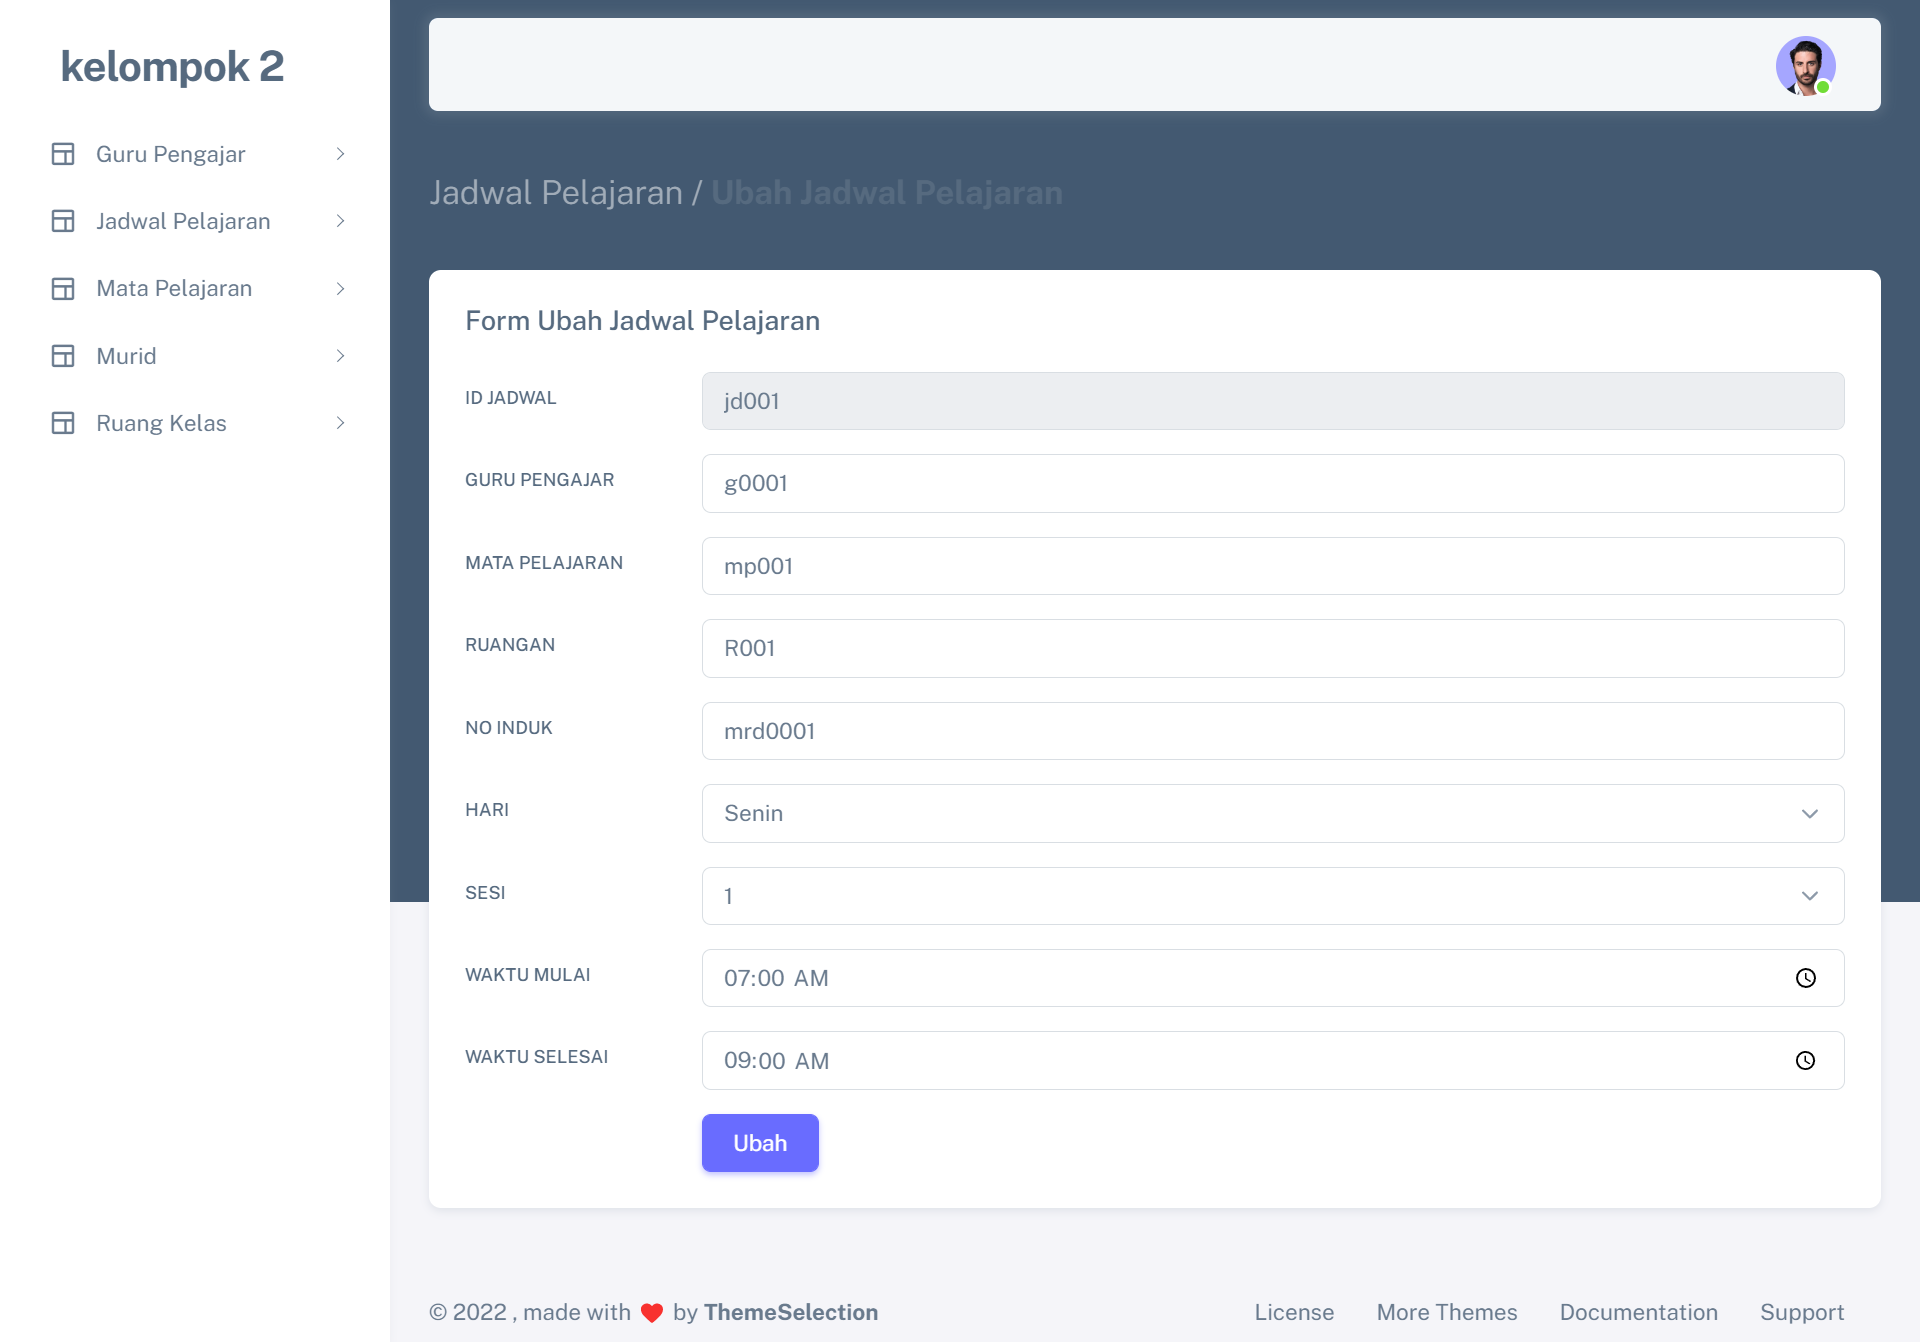 kelompok 2
Guru Pengajar
Jadwal Pelajaran
Mata Pelajaran
Murid
Ruang Kelas
Jadwal Pelajaran / Ubah Jadwal Pelajaran
Form Ubah Jadwal Pelajaran
ID JADWAL jd001
GURU PENGAJAR g0001
MATA PELAJARAN mp001
RUANGAN R001
NO INDUK mrd0001
HARI Senin
SESI 1
WAKTU MULAI 07:00 AM
WAKTU SELESAI 09:00 AM
Ubah
© 2022 , made with ❤️ by ThemeSelection License More Themes Documentation Support